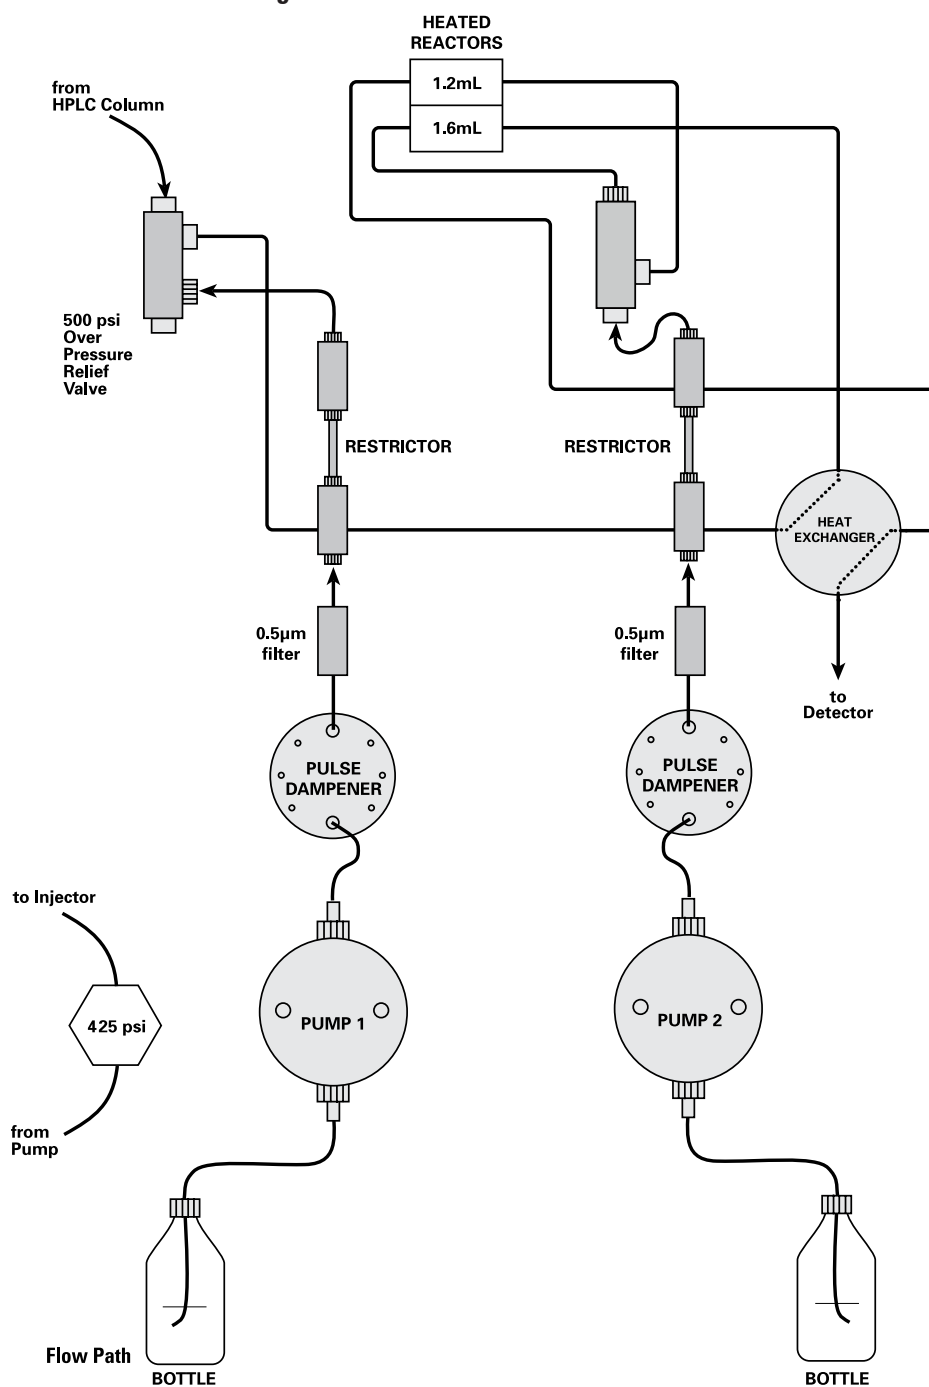 HEATED
REACTORS
1.2mL
1.6mL
from
HPLC Column
500 psi
Over
Pressure
Relief
Valve
RESTRICTOR
RESTRICTOR
HEAT
EXCHANGER
0.5µm
filter
0.5µm
filter
to
Detector
PULSE
DAMPENER
PULSE
DAMPENER
to Injector
425 psi
from
Pump
PUMP 1
PUMP 2
Flow Path
BOTTLE
BOTTLE